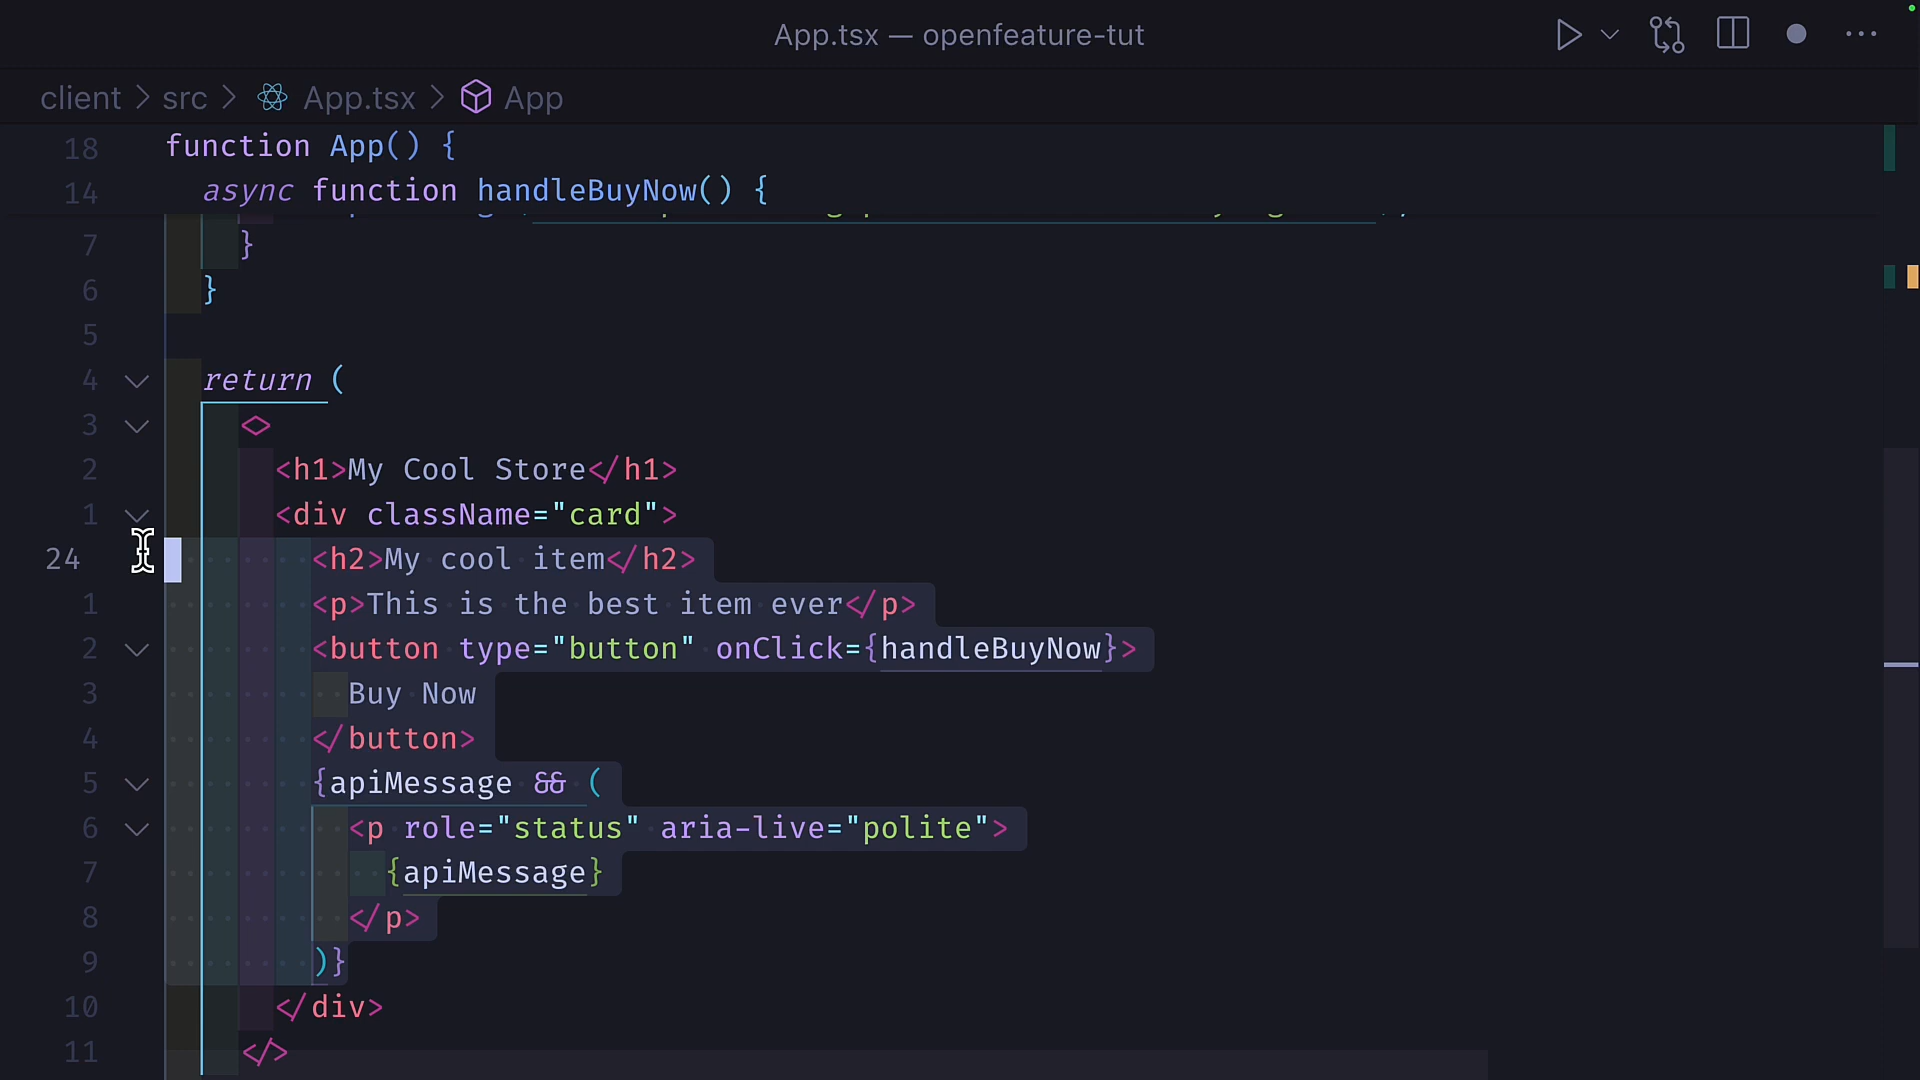 App.tsx — openfeature-tut
client > src > App.tsx > App
18 function App() {
14 async function handleBuyNow() {
7 }
6 }
5
4 return (
3 <>
2 <h1>My Cool Store</h1>
1 <div className="card">
24 <h2>My cool item</h2>
1 <p>This is the best item ever</p>
2 <button type="button" onClick={handleBuyNow}>
3 Buy Now
4 </button>
5 {apiMessage && (
6 <p role="status" aria-live="polite">
7 {apiMessage}
8 </p>
9 )}
10 </div>
11 </>